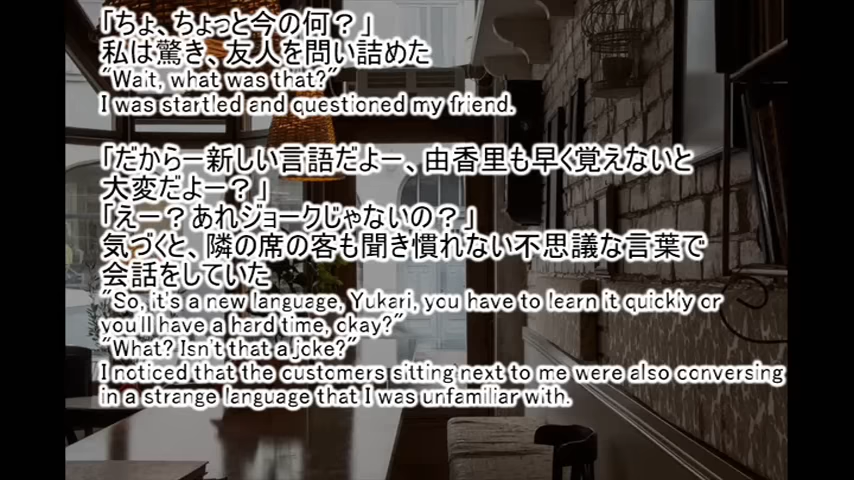 「ちょ、ちょっと今の何？」
私は驚き、友人を問い詰めた
"Wait, what was that?"
I was startled and questioned my friend.
「だからー新しい言語だよー、由香里も早く覚えないと
大変だよー？」
「えー？あれジョークじゃないの？」
気づくと、隣の席の客も聞き慣れない不思議な言葉で
会話をしていた
"So, it's a new language, Yukari, you have to learn it quickly or
you'll have a hard time, okay?"
"What? Isn't that a joke?"
I noticed that the customers sitting next to me were also conversing
in a strange language that I was unfamiliar with.